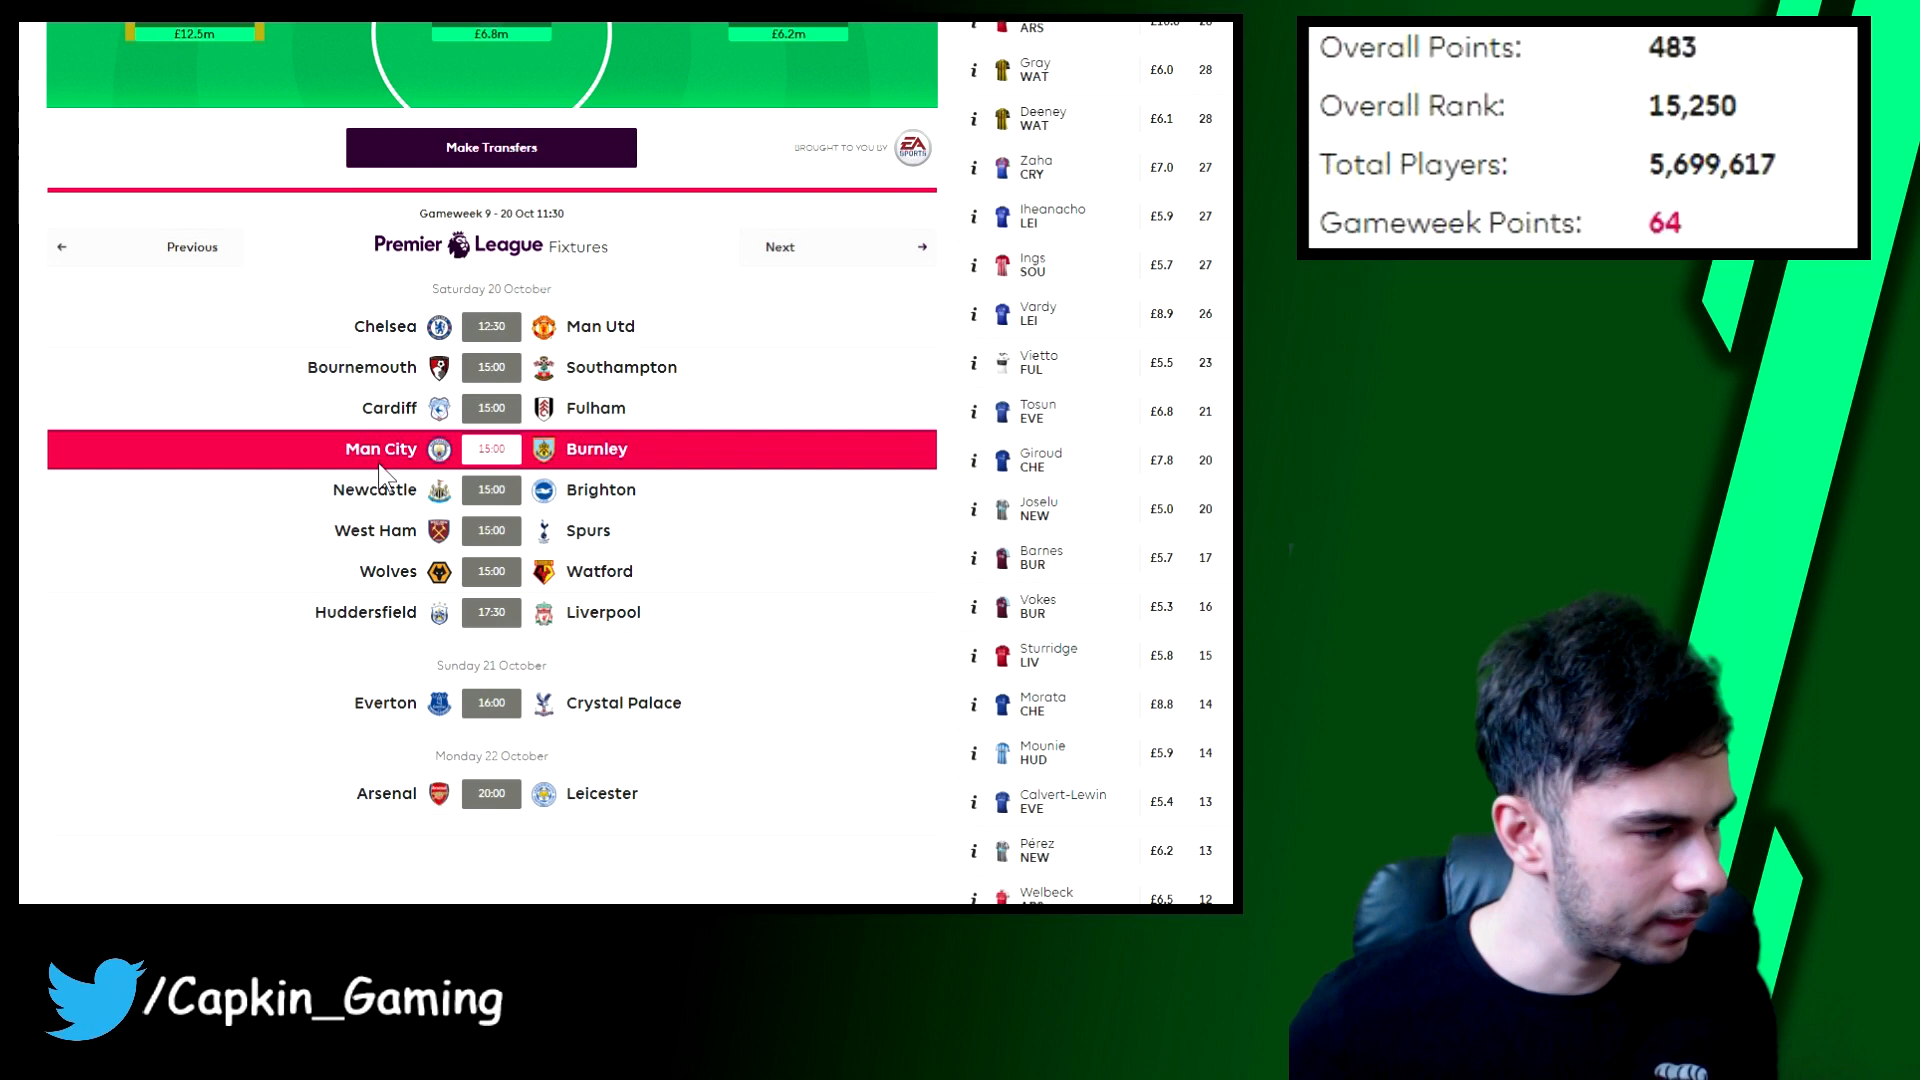 £12.5m £6.8m £6.2m
Make Transfers
BROUGHT TO YOU BY EA SPORTS
Gameweek 9 - 20 Oct 11:30
Previous
Premier League Fixtures
Next
Saturday 20 October
Chelsea 12:30 Man Utd
Bournemouth 15:00 Southampton
Cardiff 15:00 Fulham
Man City 15:00 Burnley
Newcastle 15:00 Brighton
West Ham 15:00 Spurs
Wolves 15:00 Watford
Huddersfield 17:30 Liverpool
Sunday 21 October
Everton 16:00 Crystal Palace
Monday 22 October
Arsenal 20:00 Leicester
ARS
Gray
WAT £6.0 28
Deeney
WAT £6.1 28
Zaha
CRY £7.0 27
Iheanacho
LEI £5.9 27
Ings
SOU £5.7 27
Vardy
LEI £8.9 26
Vietto
FUL £5.5 23
Tosun
EVE £6.8 21
Giroud
CHE £7.8 20
Joselu
NEW £5.0 20
Barnes
BUR £5.7 17
Vokes
BUR £5.3 16
Sturridge
LIV £5.8 15
Morata
CHE £8.8 14
Mounie
HUD £5.9 14
Calvert-Lewin
EVE £5.4 13
Pérez
NEW £6.2 13
Welbeck
£6.5 12
Overall Points: 483
Overall Rank: 15,250
Total Players: 5,699,617
Gameweek Points: 64
/Capkin_Gaming